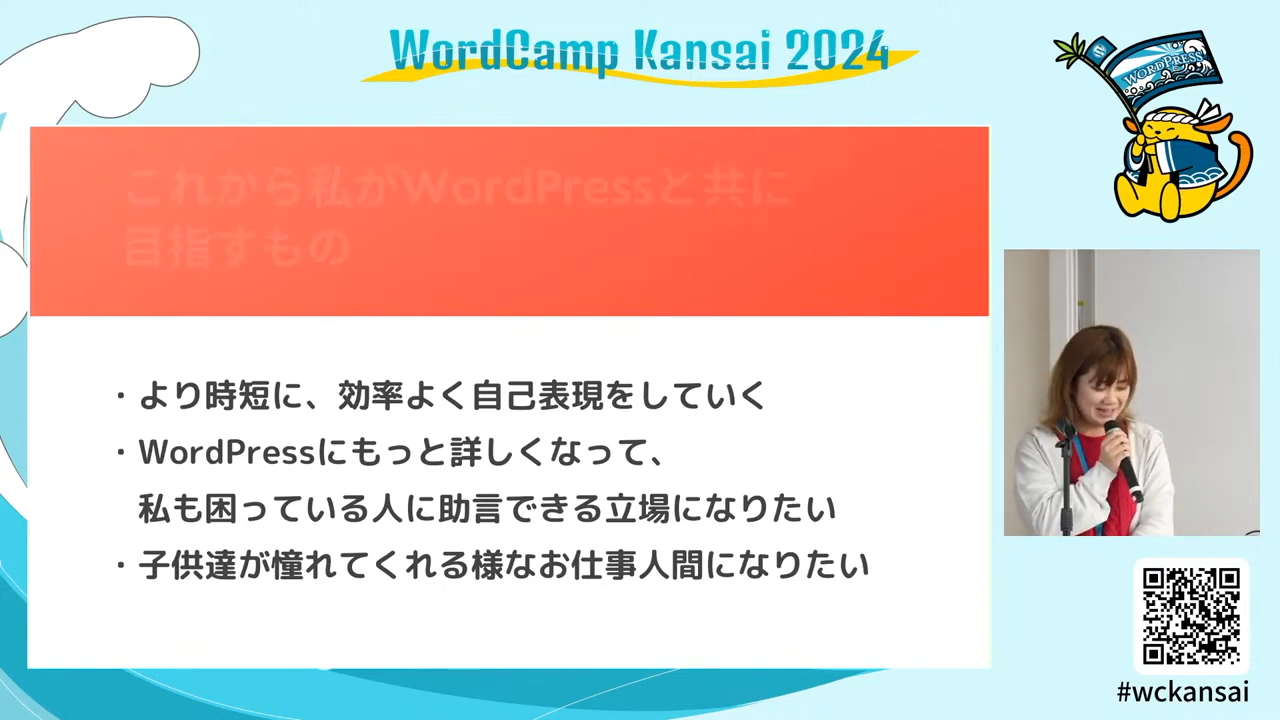 WordCamp Kansai 2024
WORDPRESS
これから私がWordPressと共に
目指すもの
・より時短に、効率よく自己表現をしていく
・WordPressにもっと詳しくなって、
私も困っている人に助言できる立場になりたい
・子供達が憧れてくれる様なお仕事人間になりたい
#wckansai